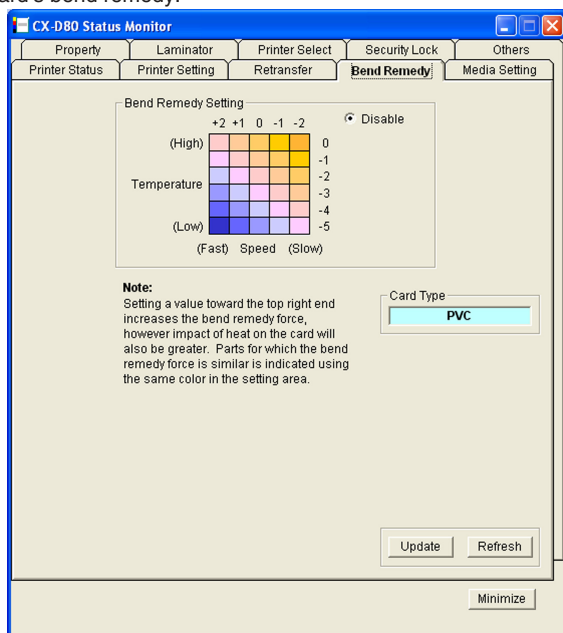 ard's bend remedy.
CX-D80 Status Monitor
Property Laminator Printer Select Security Lock Others
Printer Status Printer Setting Retransfer Bend Remedy Media Setting
Bend Remedy Setting
+2 +1 0 -1 -2
Disable
(High) 0
-1
-2
Temperature
-3
-4
(Low) -5
(Fast) Speed (Slow)
Note:
Setting a value toward the top right end
increases the bend remedy force,
however impact of heat on the card will
also be greater. Parts for which the bend
remedy force is similar is indicated using
the same color in the setting area.
Card Type
PVC
Update Refresh
Minimize